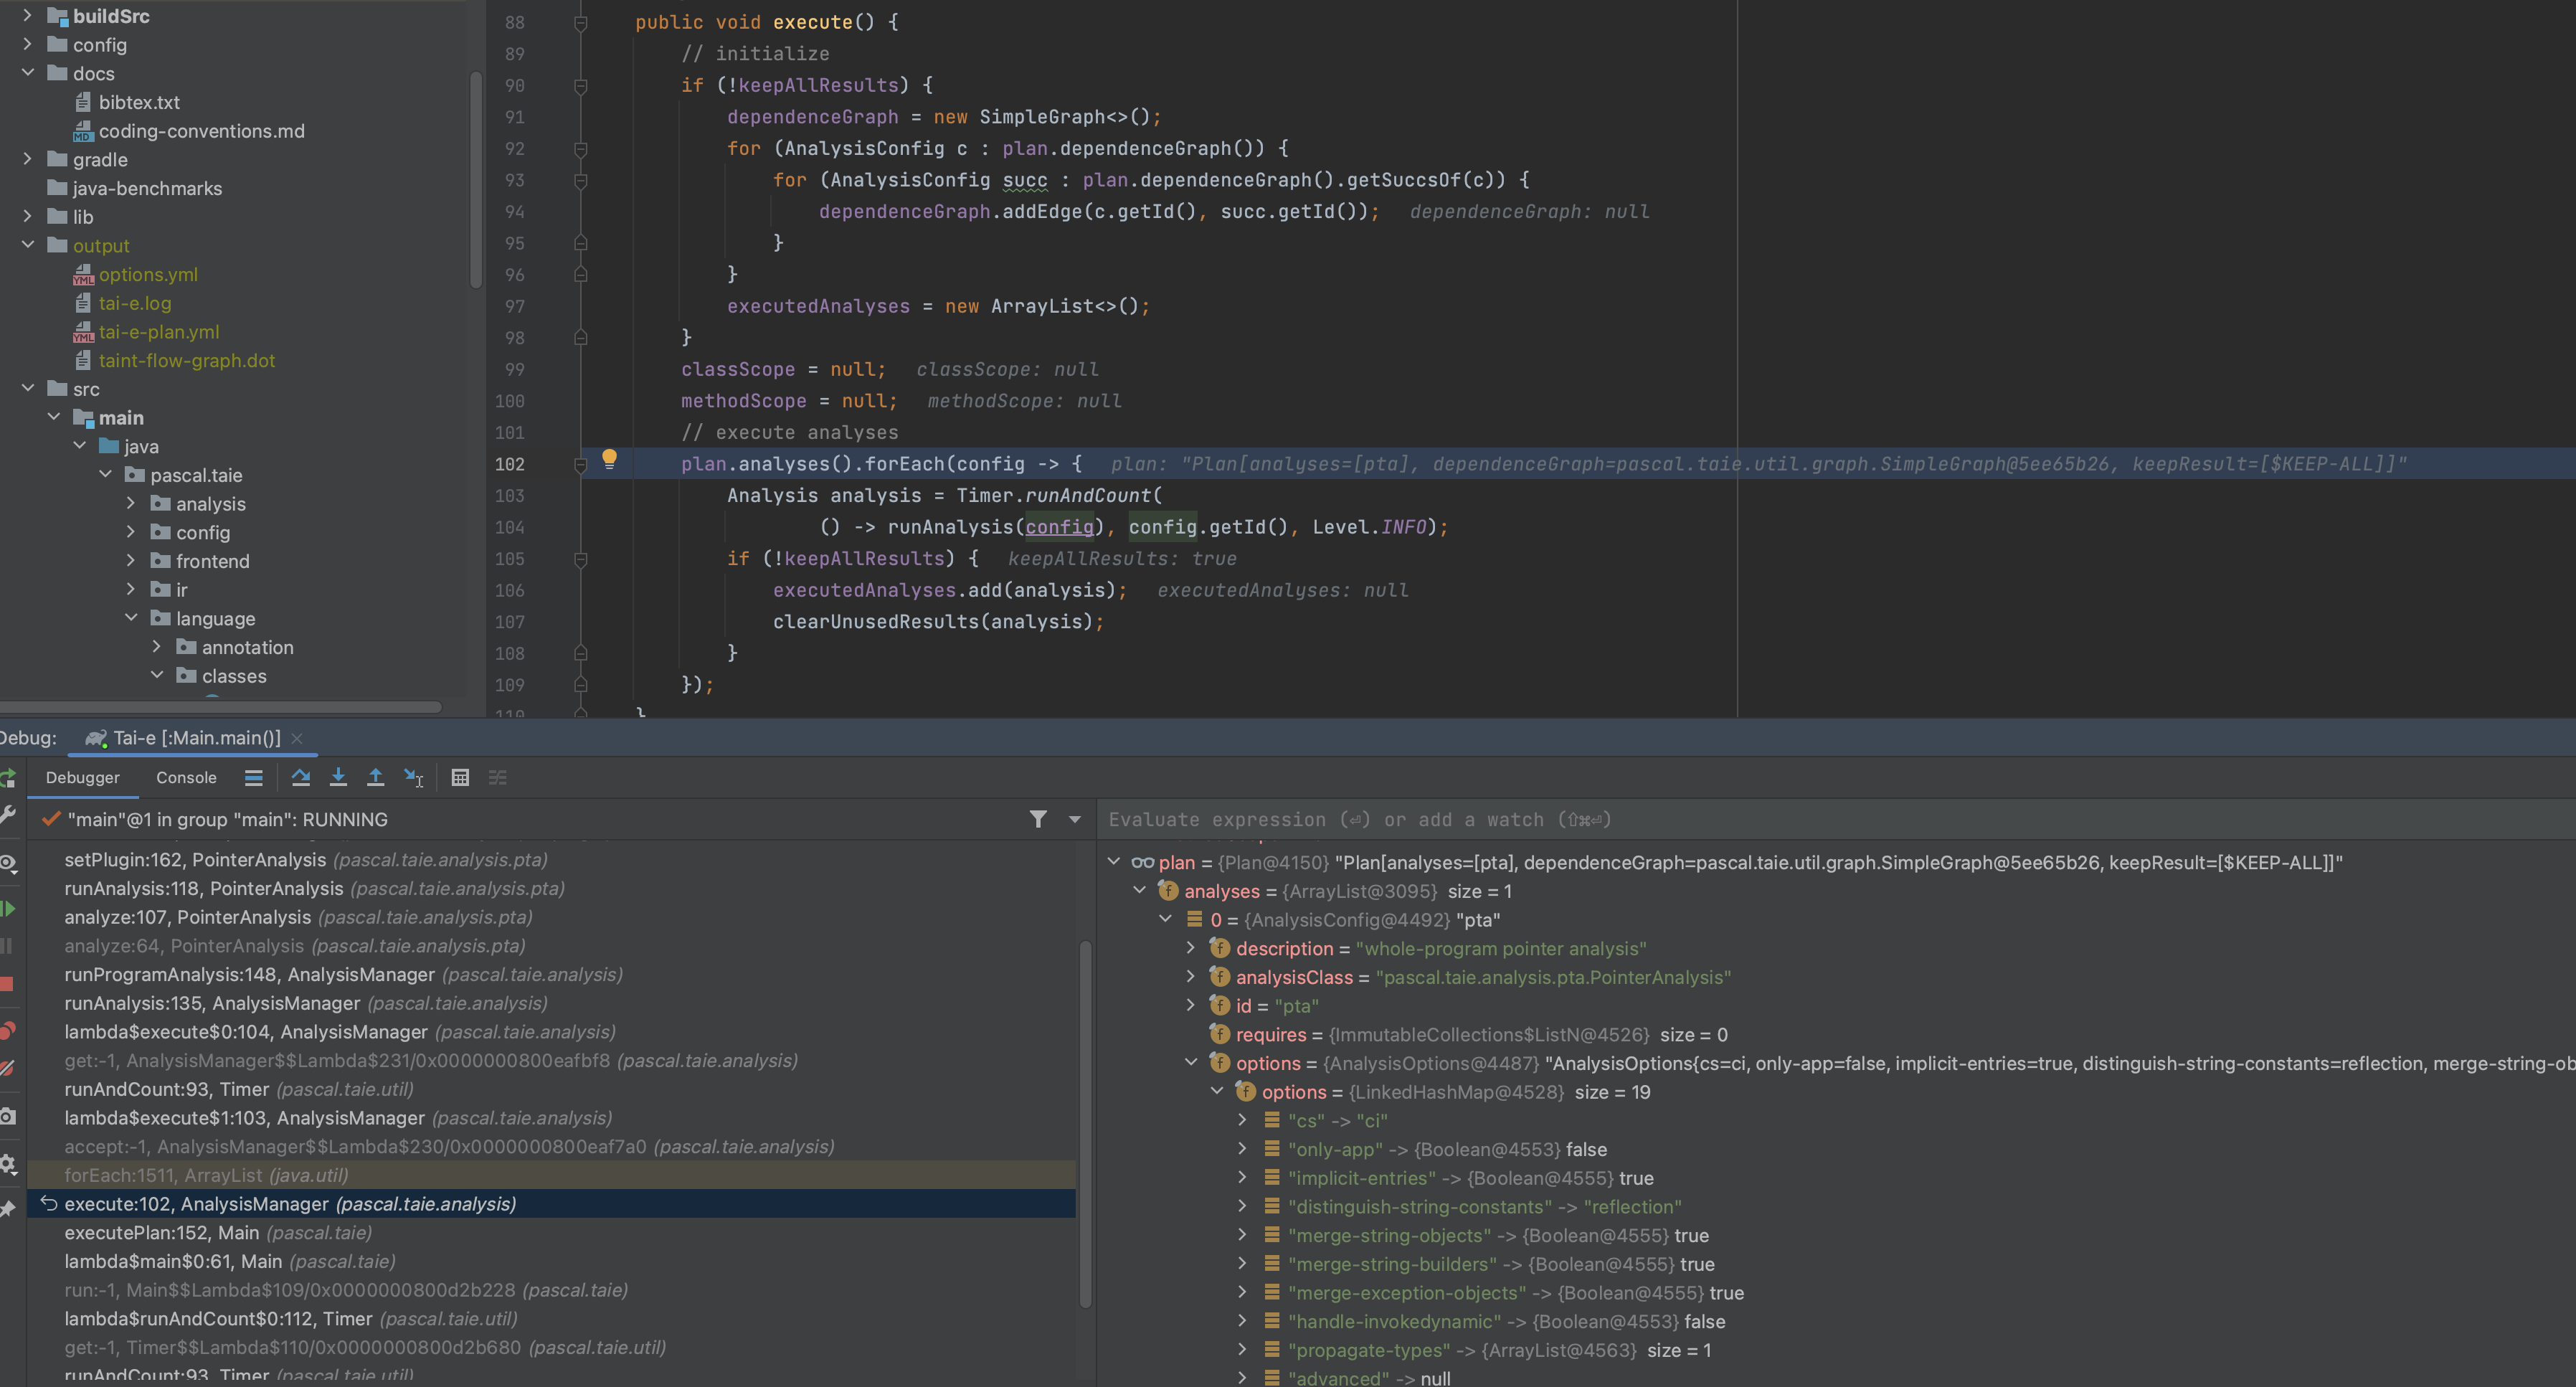 buildSrc
config
docs
bibtex.txt
coding-conventions.md
gradle
java-benchmarks
lib
output
options.yml
tai-e.log
tai-e-plan.yml
taint-flow-graph.dot
src
main
java
pascal.taie
analysis
config
frontend
ir
language
annotation
classes
88 public void execute() {
89 // initialize
90 if (!keepAllResults) {
91 dependenceGraph = new SimpleGraph<>();
92 for (AnalysisConfig c : plan.dependenceGraph()) {
93 for (AnalysisConfig succ : plan.dependenceGraph().getSuccsOf(c)) {
94 dependenceGraph.addEdge(c.getId(), succ.getId()); dependenceGraph: null
95 }
96 }
97 executedAnalyses = new ArrayList<>();
98 }
99 classScope = null; classScope: null
100 methodScope = null; methodScope: null
101 // execute analyses
102 plan.analyses().forEach(config -> { plan: "Plan[analyses=[pta], dependenceGraph=pascal.taie.util.graph.SimpleGraph@5ee65b26, keepResult=[$KEEP-ALL]]"
103 Analysis analysis = Timer.runAndCount(
104 () -> runAnalysis(config), config.getId(), Level.INFO);
105 if (!keepAllResults) { keepAllResults: true
106 executedAnalyses.add(analysis); executedAnalyses: null
107 clearUnusedResults(analysis);
108 }
109 });
110 }
Debug: Tai-e [:Main.main()]
Debugger Console
"main"@1 in group "main": RUNNING
setPlugin:162, PointerAnalysis (pascal.taie.analysis.pta)
runAnalysis:118, PointerAnalysis (pascal.taie.analysis.pta)
analyze:107, PointerAnalysis (pascal.taie.analysis.pta)
analyze:64, PointerAnalysis (pascal.taie.analysis.pta)
runProgramAnalysis:148, AnalysisManager (pascal.taie.analysis)
runAnalysis:135, AnalysisManager (pascal.taie.analysis)
lambda$execute$0:104, AnalysisManager (pascal.taie.analysis)
get:-1, AnalysisManager$$Lambda$231/0x0000000800eafbf8 (pascal.taie.analysis)
runAndCount:93, Timer (pascal.taie.util)
lambda$execute$1:103, AnalysisManager (pascal.taie.analysis)
accept:-1, AnalysisManager$$Lambda$230/0x0000000800eaf7a0 (pascal.taie.analysis)
forEach:1511, ArrayList (java.util)
execute:102, AnalysisManager (pascal.taie.analysis)
executePlan:152, Main (pascal.taie)
lambda$main$0:61, Main (pascal.taie)
run:-1, Main$$Lambda$109/0x0000000800d2b228 (pascal.taie)
lambda$runAndCount$0:112, Timer (pascal.taie.util)
get:-1, Timer$$Lambda$110/0x0000000800d2b680 (pascal.taie.util)
runAndCount:93, Timer (pascal.taie.util)
Evaluate expression (⏎) or add a watch (⇧⌘⏎)
plan = {Plan@4150} "Plan[analyses=[pta], dependenceGraph=pascal.taie.util.graph.SimpleGraph@5ee65b26, keepResult=[$KEEP-ALL]]"
analyses = {ArrayList@3095} size = 1
0 = {AnalysisConfig@4492} "pta"
description = "whole-program pointer analysis"
analysisClass = "pascal.taie.analysis.pta.PointerAnalysis"
id = "pta"
requires = {ImmutableCollections$ListN@4526} size = 0
options = {AnalysisOptions@4487} "AnalysisOptions{cs=ci, only-app=false, implicit-entries=true, distinguish-string-constants=reflection, merge-string-ob
options = {LinkedHashMap@4528} size = 19
"cs" -> "ci"
"only-app" -> {Boolean@4553} false
"implicit-entries" -> {Boolean@4555} true
"distinguish-string-constants" -> "reflection"
"merge-string-objects" -> {Boolean@4555} true
"merge-string-builders" -> {Boolean@4555} true
"merge-exception-objects" -> {Boolean@4555} true
"handle-invokedynamic" -> {Boolean@4553} false
"propagate-types" -> {ArrayList@4563} size = 1
"advanced" -> null